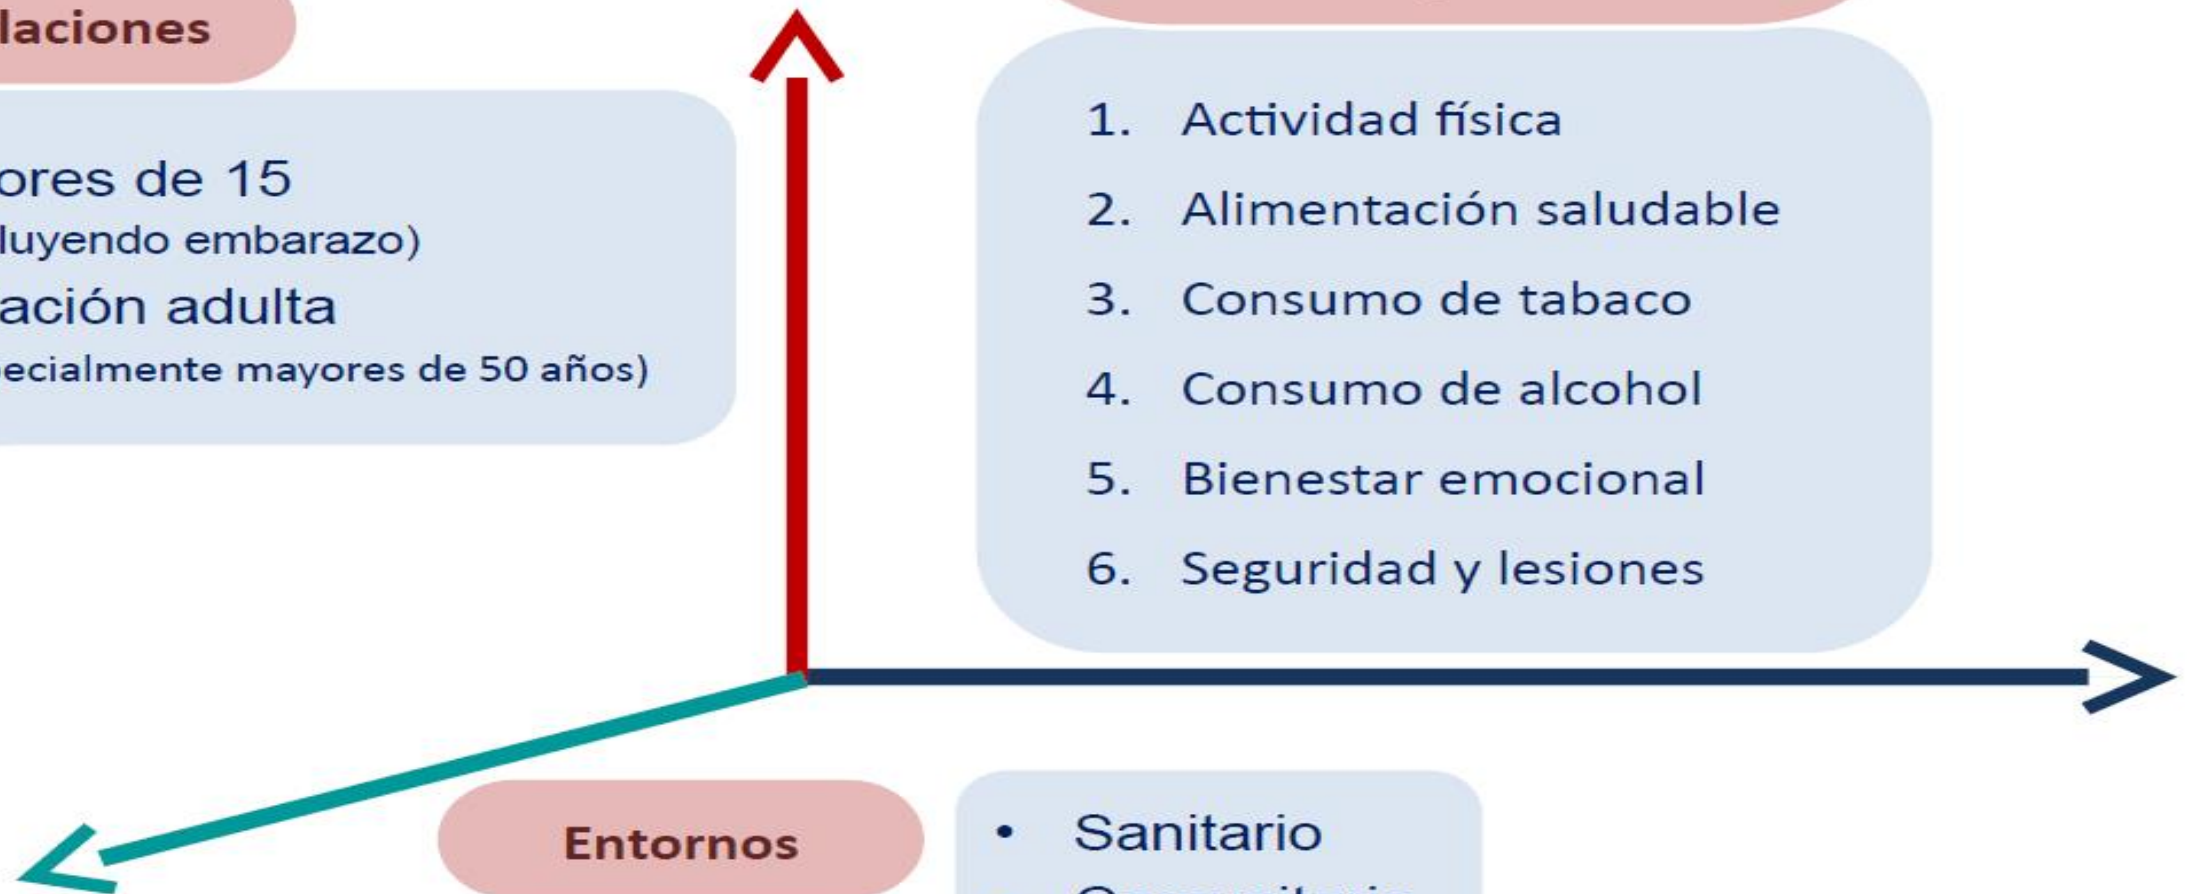 laciones
ores de 15
luyendo embarazo)
ación adulta
ecialmente mayores de 50 años)
1. Actividad física
2. Alimentación saludable
3. Consumo de tabaco
4. Consumo de alcohol
5. Bienestar emocional
6. Seguridad y lesiones
Entornos
• Sanitario